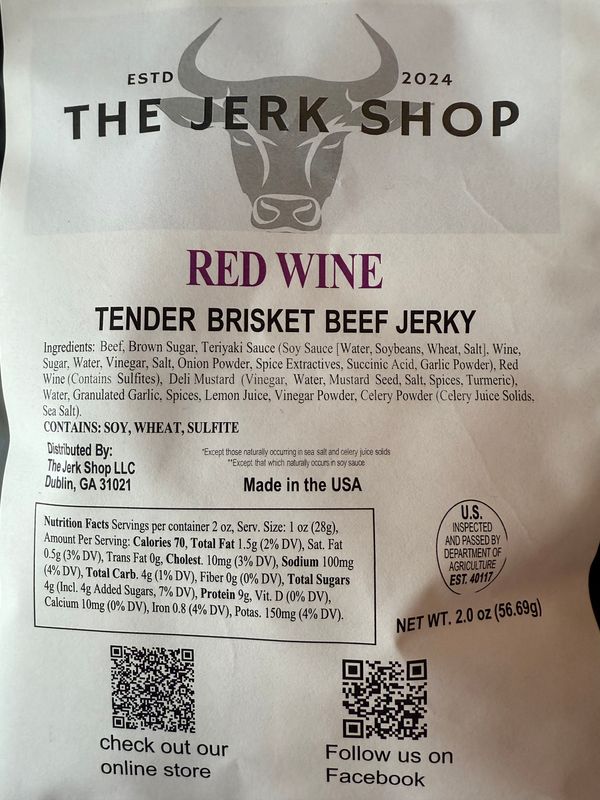 ESTD 2024
THE JERK SHOP
RED WINE
TENDER BRISKET BEEF JERKY
Ingredients: Beef, Brown Sugar, Teriyaki Sauce (Soy Sauce [Water, Soybeans, Wheat, Salt]. Wine,
Sugar, Water, Vinegar, Salt, Onion Powder, Spice Extractives, Succinic Acid, Garlic Powder), Red
Wine (Contains Sulfites), Deli Mustard (Vinegar, Water, Mustard Seed, Salt, Spices, Turmeric),
Water, Granulated Garlic, Spices, Lemon Juice, Vinegar Powder, Celery Powder (Celery Juice Solids,
Sea Salt).
CONTAINS: SOY, WHEAT, SULFITE
Distributed By:
The Jerk Shop LLC
Dublin, GA 31021
*Except those naturally occurring in sea salt and celery juice solids
**Except that which naturally occurs in soy sauce
Made in the USA
Nutrition Facts Servings per container 2 oz, Serv. Size: 1 oz (28g),
Amount Per Serving: Calories 70, Total Fat 1.5g (2% DV), Sat. Fat
0.5g (3% DV), Trans Fat 0g, Cholest. 10mg (3% DV), Sodium 100mg
(4% DV), Total Carb. 4g (1% DV), Fiber 0g (0% DV), Total Sugars
4g (Incl. 4g Added Sugars, 7% DV), Protein 9g, Vit. D (0% DV),
Calcium 10mg (0% DV), Iron 0.8 (4% DV), Potas. 150mg (4% DV).
U.S.
INSPECTED
AND PASSED BY
DEPARTMENT OF
AGRICULTURE
EST. 40117
NET WT. 2.0 oz (56.69g)
check out our
online store
Follow us on
Facebook